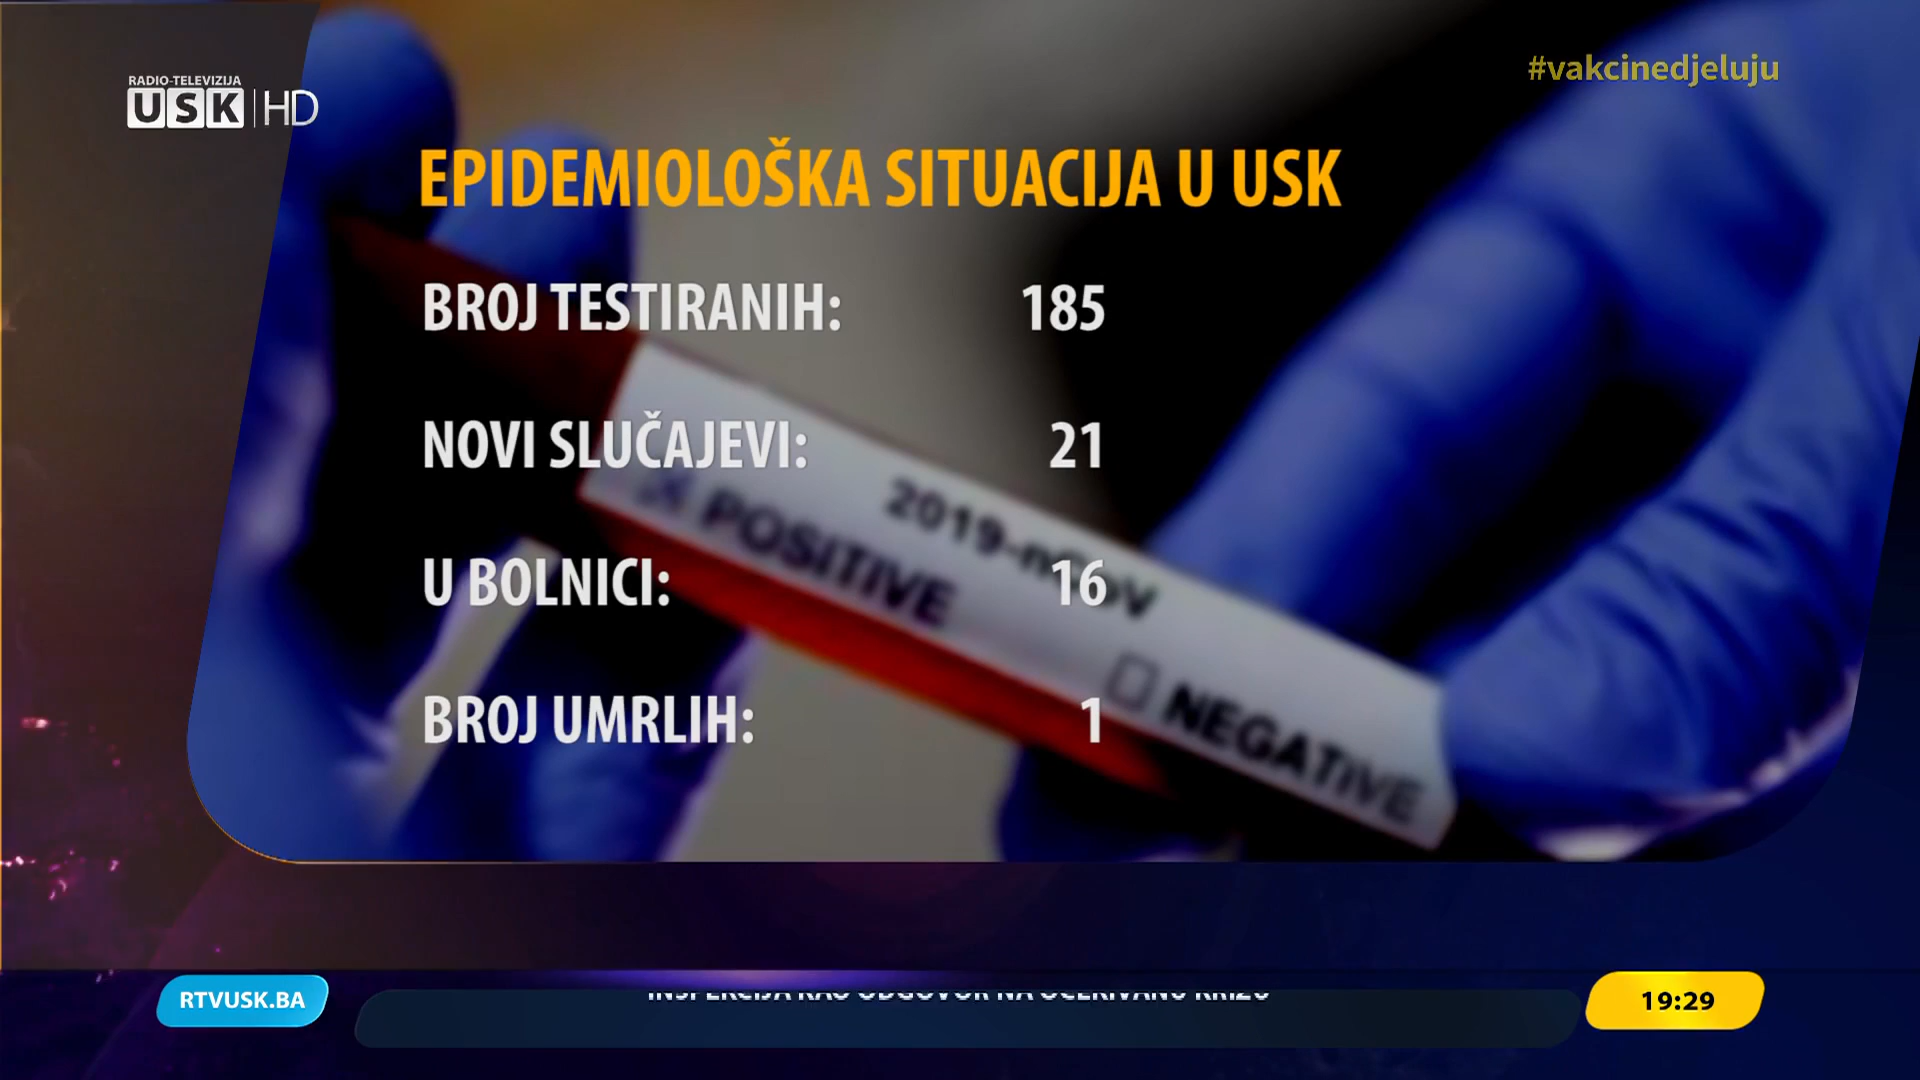 RADIO-TELEVIZIJA
USK HD
#vakcinedjeluju
EPIDEMIOLOŠKA SITUACIJA U USK
BROJ TESTIRANIH: 185
NOVI SLUČAJEVI: 21
U BOLNICI: 16
BROJ UMRLIH: 1
POSITIVE
NEGATIVE
RTVUSK.BA
19:29